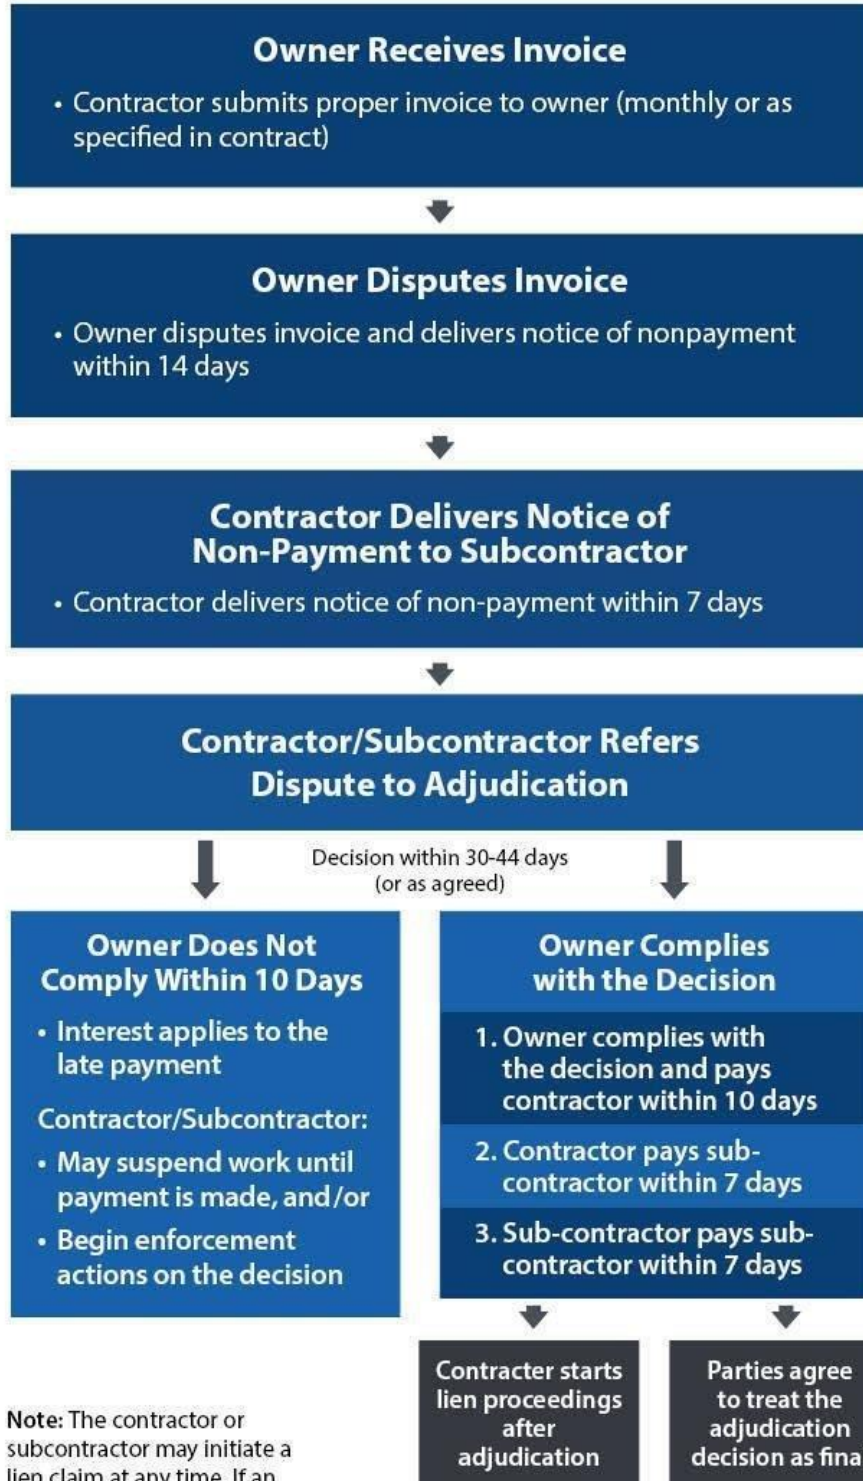 Owner Receives Invoice
• Contractor submits proper invoice to owner (monthly or as
specified in contract)
Owner Disputes Invoice
• Owner disputes invoice and delivers notice of nonpayment
within 14 days
Contractor Delivers Notice of
Non-Payment to Subcontractor
• Contractor delivers notice of non-payment within 7 days
Contractor/Subcontractor Refers
Dispute to Adjudication
Decision within 30-44 days
(or as agreed)
Owner Does Not
Comply Within 10 Days
• Interest applies to the
late payment
Contractor/Subcontractor:
• May suspend work until
payment is made, and/or
• Begin enforcement
actions on the decision
Owner Complies
with the Decision
1. Owner complies with
the decision and pays
contractor within 10 days
2. Contractor pays sub-
contractor within 7 days
3. Sub-contractor pays sub-
contractor within 7 days
Contracter starts
lien proceedings
after
adjudication
Parties agree
to treat the
adjudication
decision as fina
Note: The contractor or
subcontractor may initiate a
lien claim at any time. If an